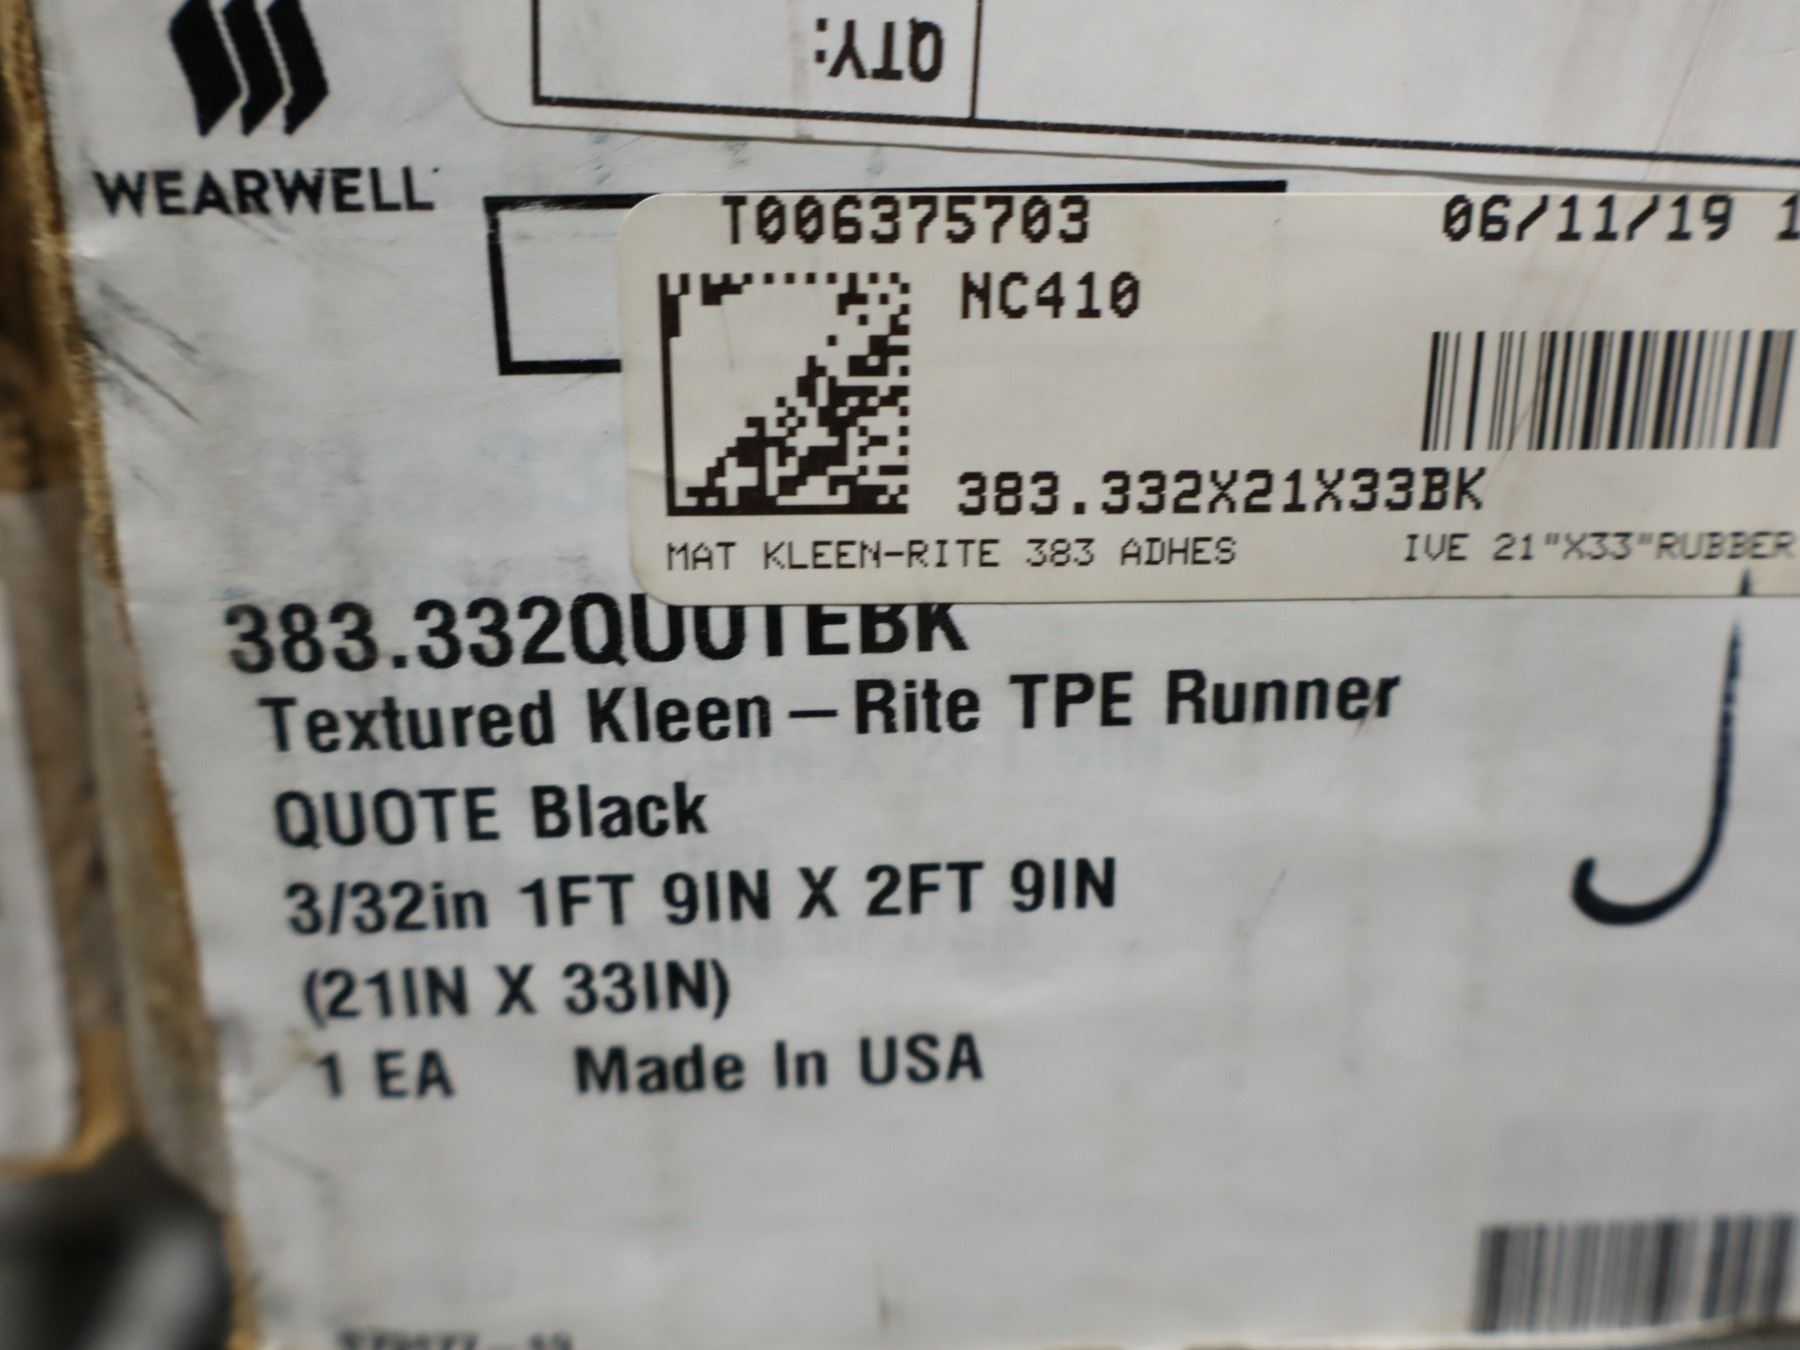 QTY:
WEARWELL
T006375703 06/11/19 1
NC410
383.332X21X33BK
MAT KLEEN-RITE 383 ADHES IVE 21"X33"RUBBER
383.332QUOTEBK
Textured Kleen-Rite TPE Runner
QUOTE Black
3/32in 1FT 9IN X 2FT 9IN
(21IN X 33IN)
1 EA Made In USA